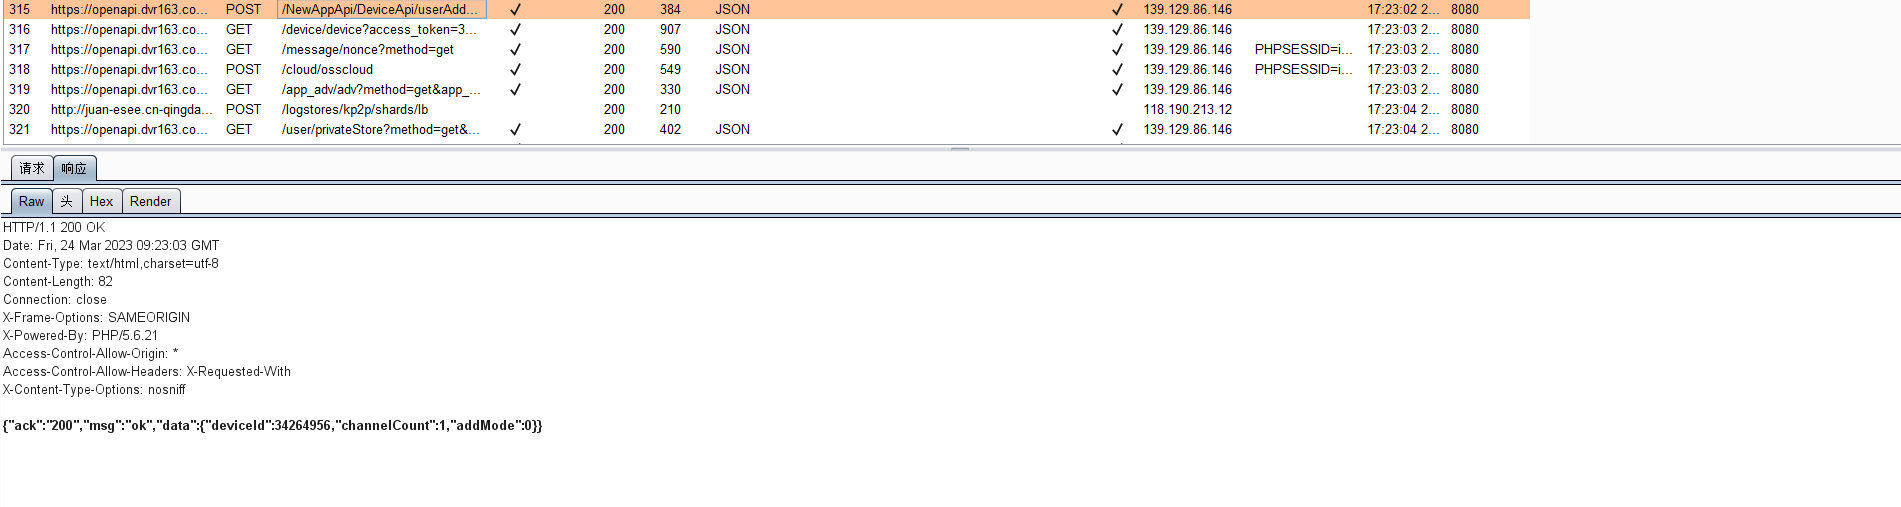 315 https://openapi.dvr163.co... POST /NewAppApi/DeviceApi/userAdd... ✓ 200 384 JSON ✓ 139.129.86.146 17:23:02 2... 8080
316 https://openapi.dvr163.co... GET /device/device?access_token=3... ✓ 200 907 JSON ✓ 139.129.86.146 17:23:03 2... 8080
317 https://openapi.dvr163.co... GET /message/nonce?method=get ✓ 200 590 JSON ✓ 139.129.86.146 PHPSESSID=i... 17:23:03 2... 8080
318 https://openapi.dvr163.co... POST /cloud/osscloud ✓ 200 549 JSON ✓ 139.129.86.146 PHPSESSID=i... 17:23:03 2... 8080
319 https://openapi.dvr163.co... GET /app_adv/adv?method=get&app_... ✓ 200 330 JSON ✓ 139.129.86.146 17:23:03 2... 8080
320 http://juan-esee.cn-qingda... POST /logstores/kp2p/shards/lb 200 210 118.190.213.12 17:23:04 2... 8080
321 https://openapi.dvr163.co... GET /user/privateStore?method=get&... ✓ 200 402 JSON ✓ 139.129.86.146 17:23:04 2... 8080
请求 响应
Raw 头 Hex Render
HTTP/1.1 200 OK
Date: Fri, 24 Mar 2023 09:23:03 GMT
Content-Type: text/html,charset=utf-8
Content-Length: 82
Connection: close
X-Frame-Options: SAMEORIGIN
X-Powered-By: PHP/5.6.21
Access-Control-Allow-Origin: *
Access-Control-Allow-Headers: X-Requested-With
X-Content-Type-Options: nosniff
{"ack":"200","msg":"ok","data":{"deviceId":34264956,"channelCount":1,"addMode":0}}